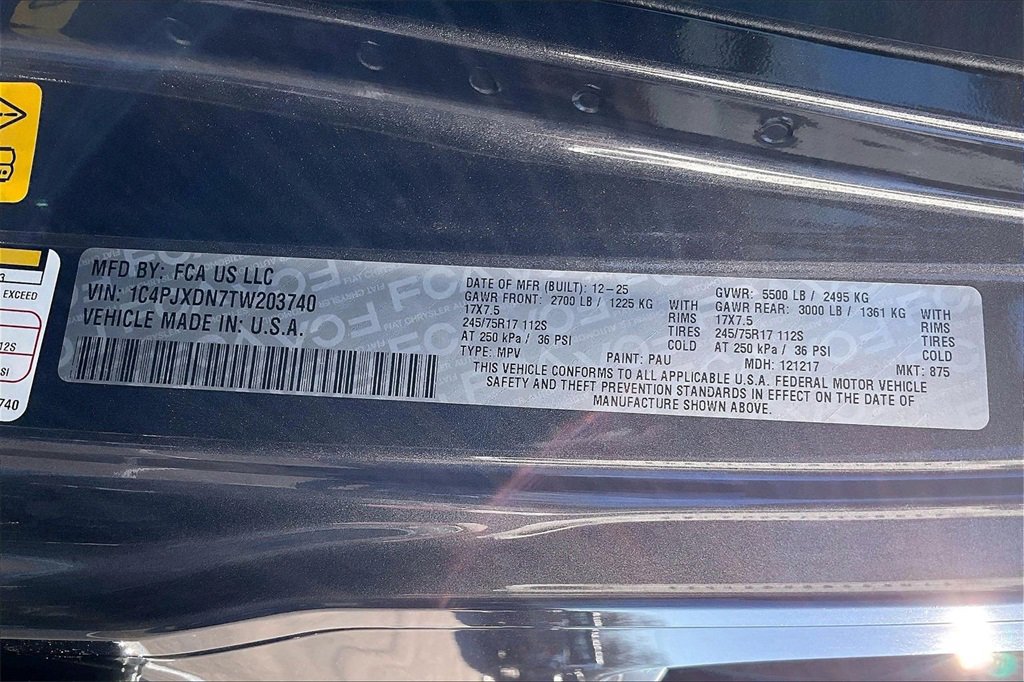 MFD BY: FCA US LLC
VIN: 1C4PJXDN7TW203740
VEHICLE MADE IN: U.S.A.
DATE OF MFR (BUILT): 12-25
GAWR FRONT: 2700 LB / 1225 KG WITH
17X7.5 RIMS
245/75R17 112S TIRES
AT 250 kPa / 36 PSI COLD
TYPE: MPV PAINT: PAU
GVWR: 5500 LB / 2495 KG
GAWR REAR: 3000 LB / 1361 KG WITH
17X7.5 RIMS
245/75R17 112S TIRES
AT 250 kPa / 36 PSI COLD
MDH: 121217 MKT: 875
THIS VEHICLE CONFORMS TO ALL APPLICABLE U.S.A. FEDERAL MOTOR VEHICLE
SAFETY AND THEFT PREVENTION STANDARDS IN EFFECT ON THE DATE OF
MANUFACTURE SHOWN ABOVE.
3
EXCEED
12S
SI
3740